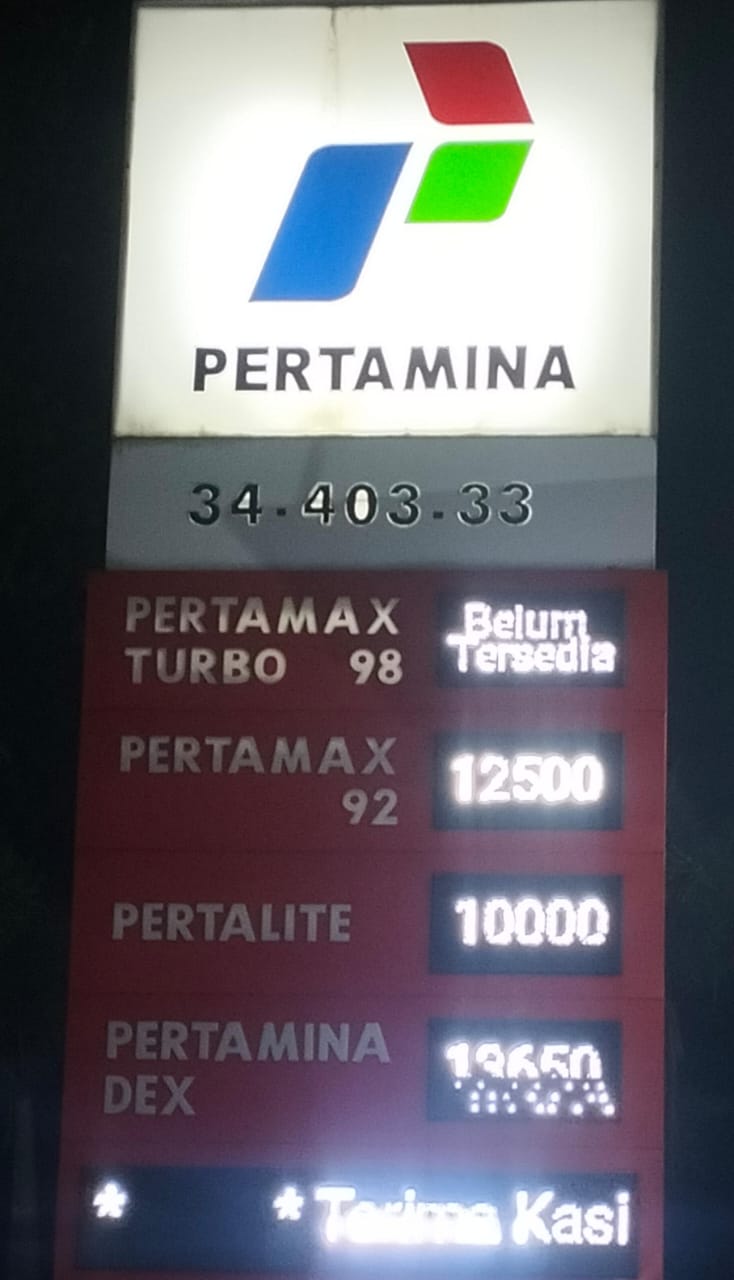 PERTAMINA
34.403.33
PERTAMAX
TURBO 98
Belum
Tersedia
PERTAMAX
92
12500
PERTALITE
10000
PERTAMINA
DEX
* * Terima Kasi